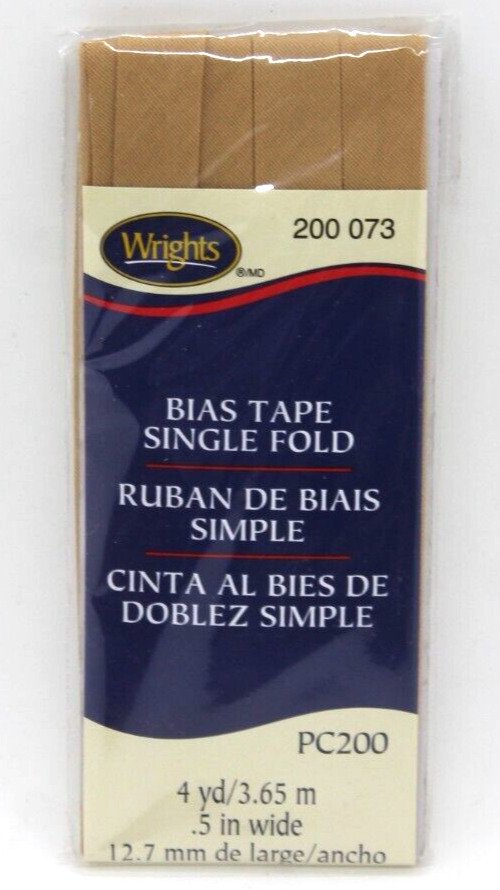 Wrights
®/MD
200 073
BIAS TAPE
SINGLE FOLD
RUBAN DE BIAIS
SIMPLE
CINTA AL BIES DE
DOBLEZ SIMPLE
PC200
4 yd/3.65 m
.5 in wide
12.7 mm de large/ancho